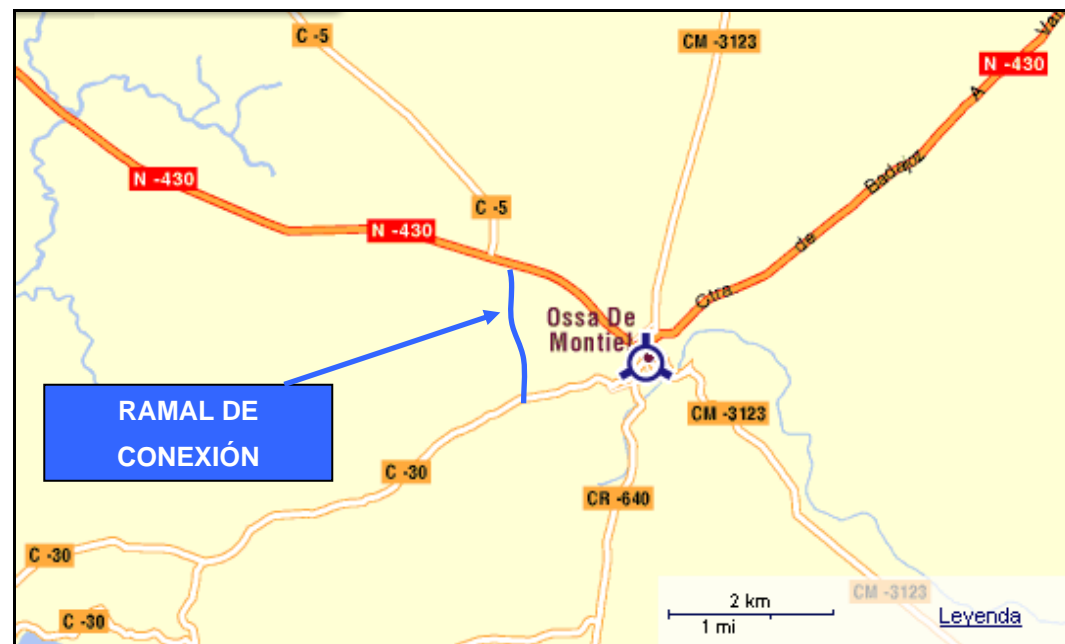 C -5
CM -3123
N -430
Ctra de Badajoz A Val
N -430
C -5
N -430
Ossa De
Montiel
RAMAL DE
CONEXIÓN
CM -3123
C -30
CR -640
C -30
CM -3123
C -30
2 km
1 mi
Leyenda